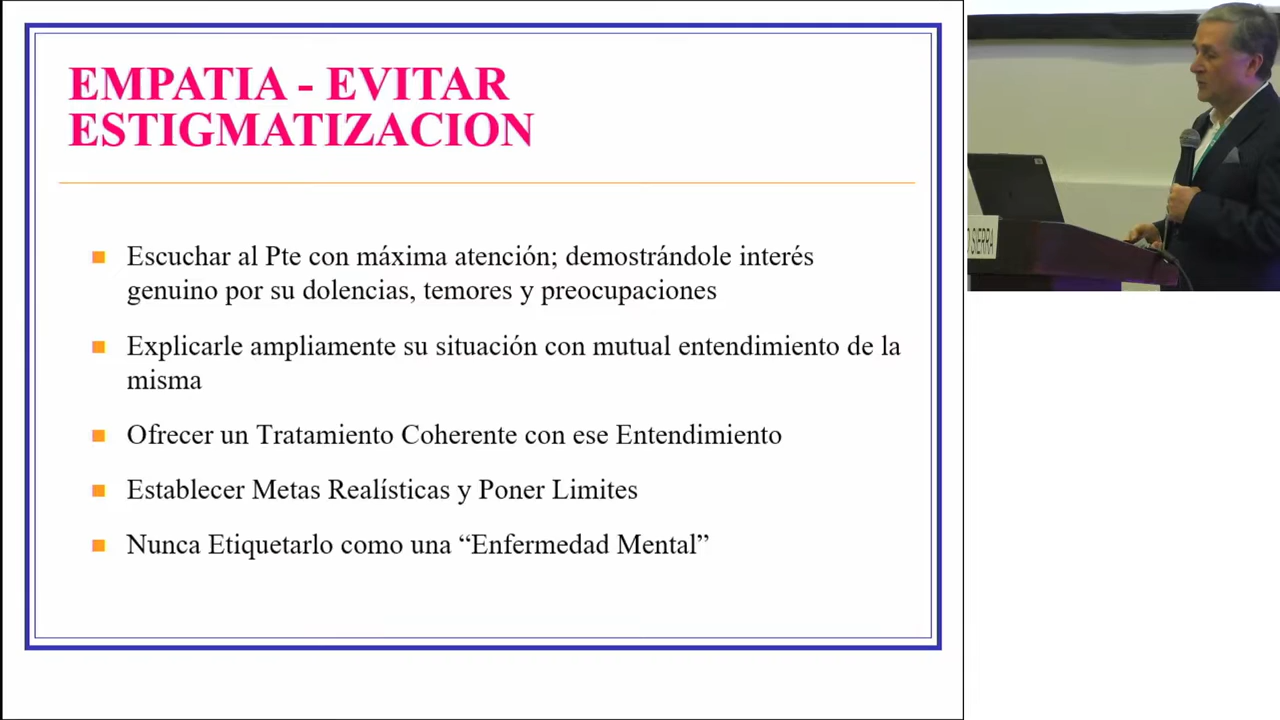 EMPATIA - EVITAR
ESTIGMATIZACION
Escuchar al Pte con máxima atención; demostrándole interés
genuino por su dolencias, temores y preocupaciones
Explicarle ampliamente su situación con mutual entendimiento de la
misma
Ofrecer un Tratamiento Coherente con ese Entendimiento
Establecer Metas Realísticas y Poner Limites
Nunca Etiquetarlo como una “Enfermedad Mental”
SIERRA